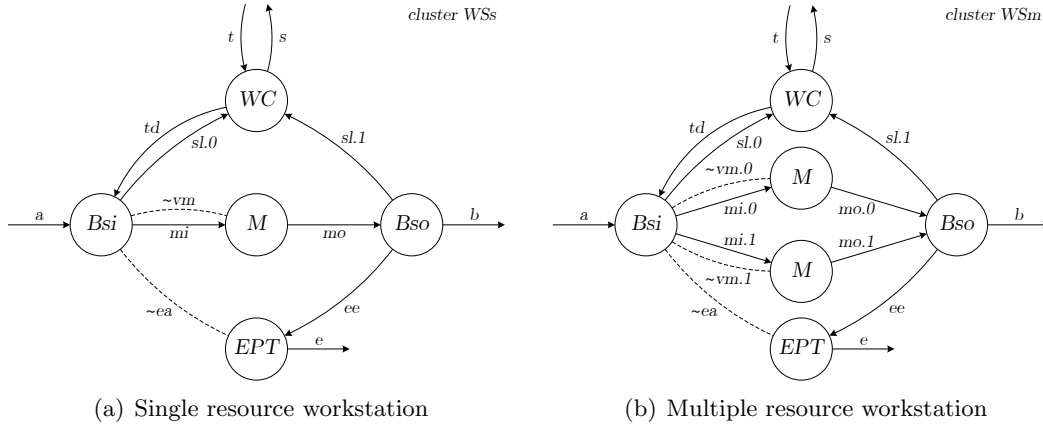 cluster WSs
t
s
WC
td
sl.0
sl.1
~vm
a
Bsi
mi
M
mo
Bso
b
~ea
ee
EPT
e
(a) Single resource workstation
cluster WSm
t
s
WC
td
sl.0
sl.1
~vm.0
M
mi.0
mo.0
a
Bsi
Bso
b
mi.1
mo.1
M
~vm.1
~ea
ee
EPT
e
(b) Multiple resource workstation